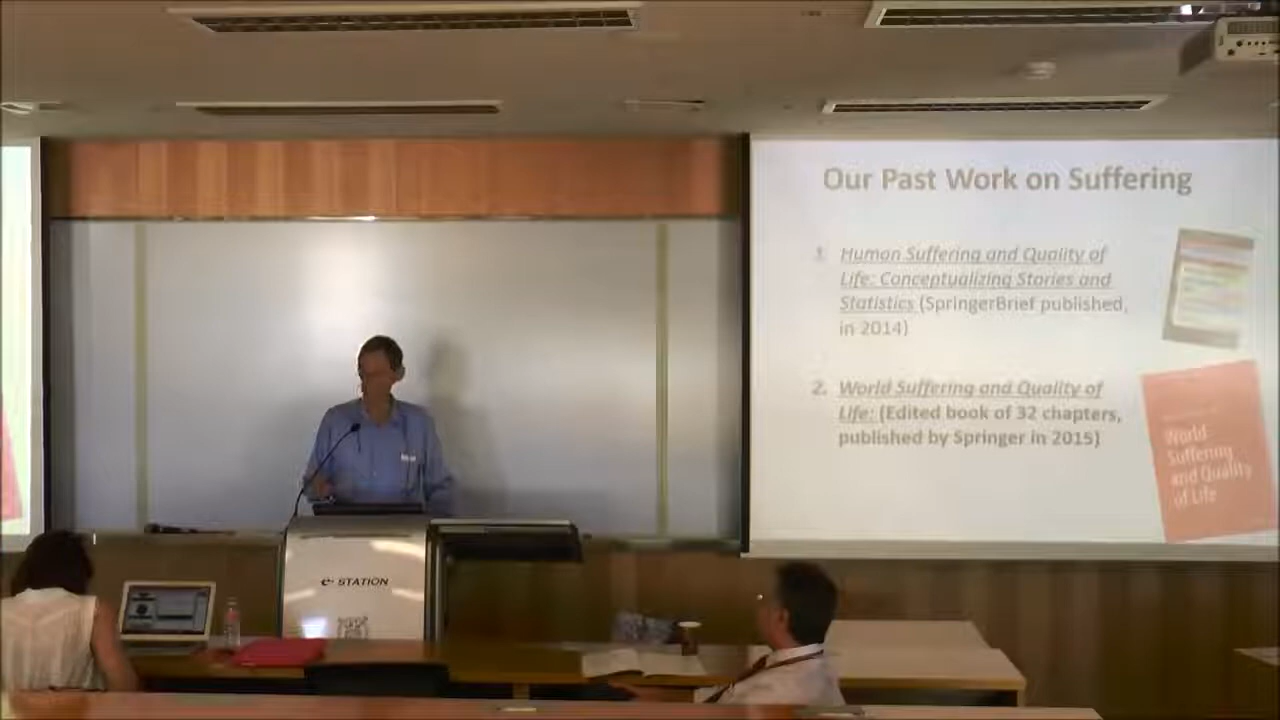 Our Past Work on Suffering
1. Human Suffering and Quality of
Life: Conceptualizing Stories and
Statistics (SpringerBrief published,
in 2014)
2. World Suffering and Quality of
Life: (Edited book of 32 chapters,
published by Springer in 2015)
World
Suffering
and Quality
of Life
e-STATION